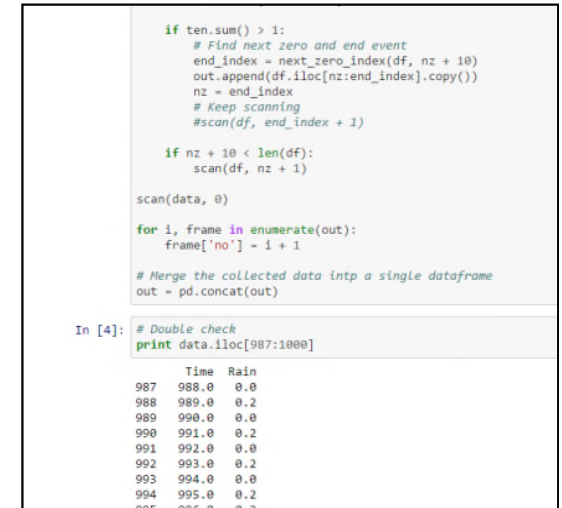 if ten.sum() > 1:
# Find next zero and end event
end_index = next_zero_index(df, nz + 10)
out.append(df.iloc[nz:end_index].copy())
nz = end_index
# Keep scanning
#scan(df, end_index + 1)
if nz + 10 < len(df):
scan(df, nz + 1)
scan(data, 0)
for i, frame in enumerate(out):
frame['no'] = i + 1
# Merge the collected data intp a single dataframe
out = pd.concat(out)
In [4]: # Double check
print data.iloc[987:1000]
Time Rain
987 988.0 0.0
988 989.0 0.2
989 990.0 0.0
990 991.0 0.2
991 992.0 0.0
992 993.0 0.2
993 994.0 0.0
994 995.0 0.2